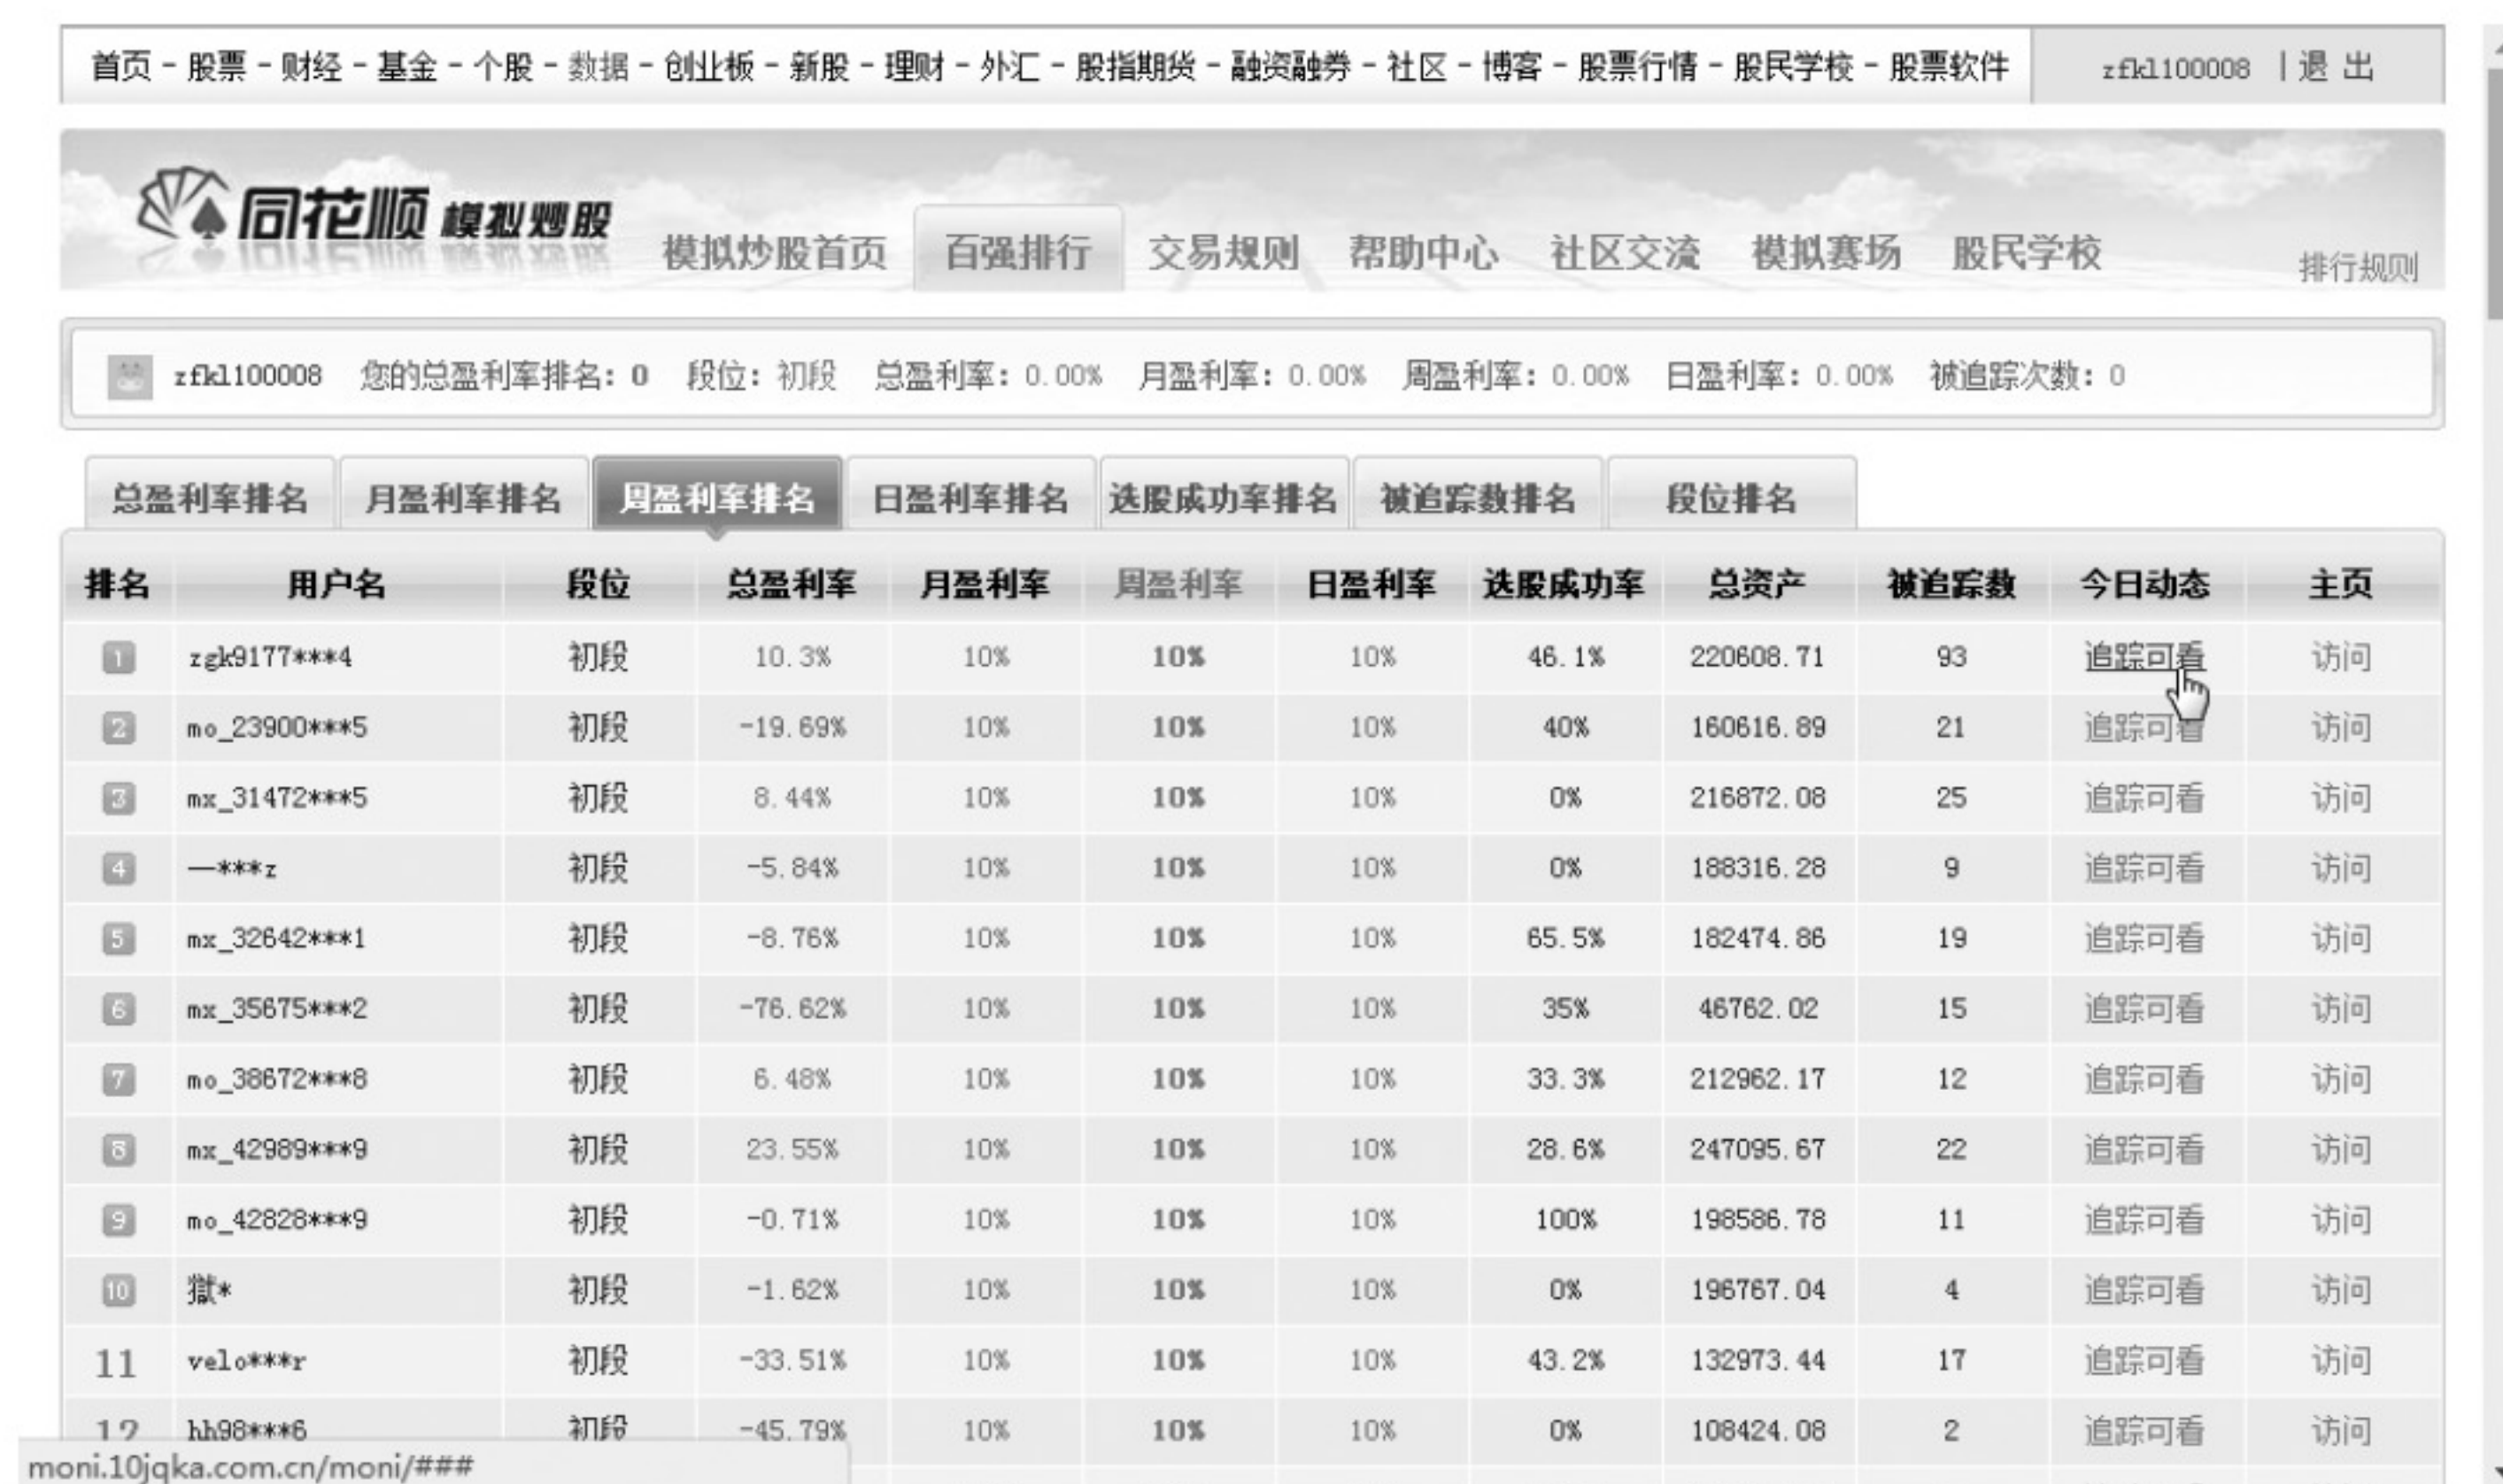 首页 - 股票 - 财经 - 基金 - 个股 - 数据 - 创业板 - 新股 - 理财 - 外汇 - 股指期货 - 融资融券 - 社区 - 博客 - 股票行情 - 股民学校 - 股票软件 zfkl100008 | 退 出
同花顺 模拟炒股 模拟炒股首页 百强排行 交易规则 帮助中心 社区交流 模拟赛场 股民学校 排行规则
zfkl100008 您的总盈利率排名: 0 段位: 初段 总盈利率: 0.00% 月盈利率: 0.00% 周盈利率: 0.00% 日盈利率: 0.00% 被追踪次数: 0
总盈利率排名 月盈利率排名 周盈利率排名 日盈利率排名 选股成功率排名 被追踪数排名 段位排名
排名 用户名 段位 总盈利率 月盈利率 周盈利率 日盈利率 选股成功率 总资产 被追踪数 今日动态 主页
1 zgk9177***4 初段 10.3% 10% 10% 10% 46.1% 220608.71 93 追踪可看 访问
2 mo_23900***5 初段 -19.69% 10% 10% 10% 40% 160616.89 21 追踪可看 访问
3 mx_31472***5 初段 8.44% 10% 10% 10% 0% 216872.08 25 追踪可看 访问
4 —***z 初段 -5.84% 10% 10% 10% 0% 188316.28 9 追踪可看 访问
5 mx_32642***1 初段 -8.76% 10% 10% 10% 65.5% 182474.86 19 追踪可看 访问
6 mx_35675***2 初段 -76.62% 10% 10% 10% 35% 46762.02 15 追踪可看 访问
7 mo_38672***8 初段 6.48% 10% 10% 10% 33.3% 212962.17 12 追踪可看 访问
8 mx_42989***9 初段 23.55% 10% 10% 10% 28.6% 247095.67 22 追踪可看 访问
9 mo_42828***9 初段 -0.71% 10% 10% 10% 100% 198586.78 11 追踪可看 访问
10 獄* 初段 -1.62% 10% 10% 10% 0% 196767.04 4 追踪可看 访问
11 velo***r 初段 -33.51% 10% 10% 10% 43.2% 132973.44 17 追踪可看 访问
12 hh98***6 初段 -45.79% 10% 10% 10% 0% 108424.08 2 追踪可看 访问
moni.10jqka.com.cn/moni/###